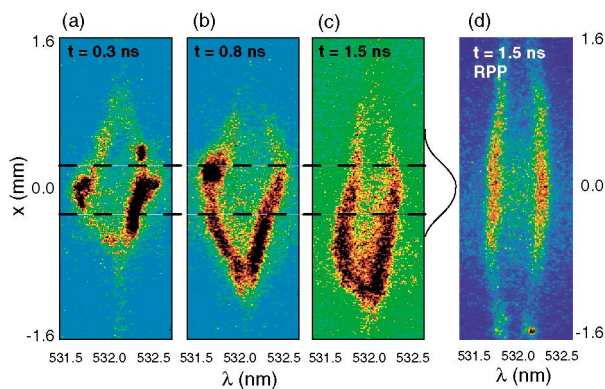 (a) (b) (c) (d)
1.6
t = 0.3 ns
t = 0.8 ns
t = 1.5 ns
t = 1.5 ns
RPP
1.6
x (mm)
0.0
0.0
-1.6
-1.6
531.5 532.0 532.5
531.5 532.0 532.5
531.5 532.0 532.5
531.5 532.0 532.5
λ (nm)
λ (nm)